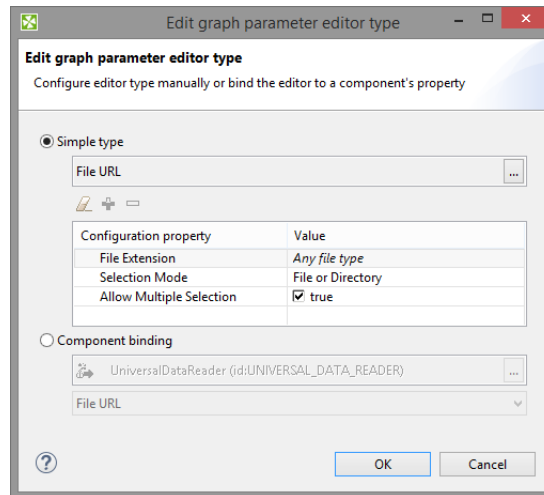 Edit graph parameter editor type
Edit graph parameter editor type
Configure editor type manually or bind the editor to a component's property
Simple type
File URL
...
Configuration property Value
File Extension Any file type
Selection Mode File or Directory
Allow Multiple Selection true
Component binding
UniversalDataReader (id:UNIVERSAL_DATA_READER)
...
File URL
OK Cancel